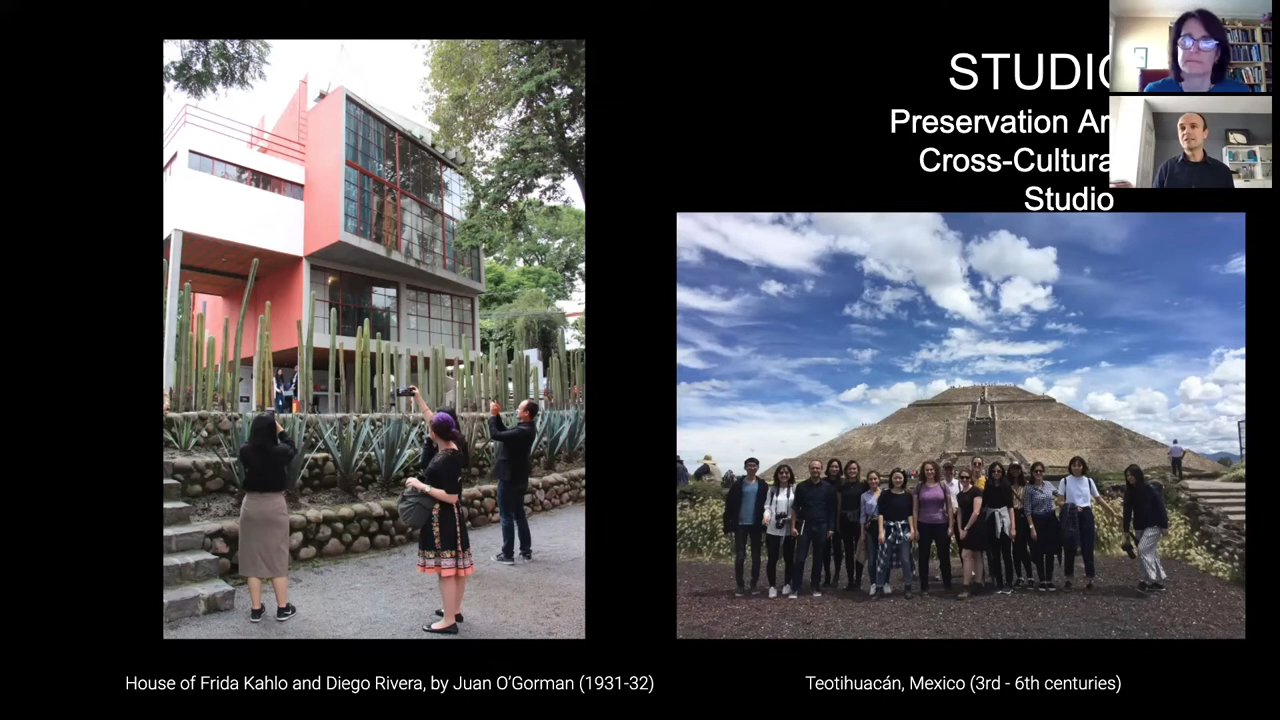 STUDIO
Preservation
Cross-Cultura
Studio
House of Frida Kahlo and Diego Rivera, by Juan O'Gorman (1931-32)
Teotihuacán, Mexico (3rd - 6th centuries)